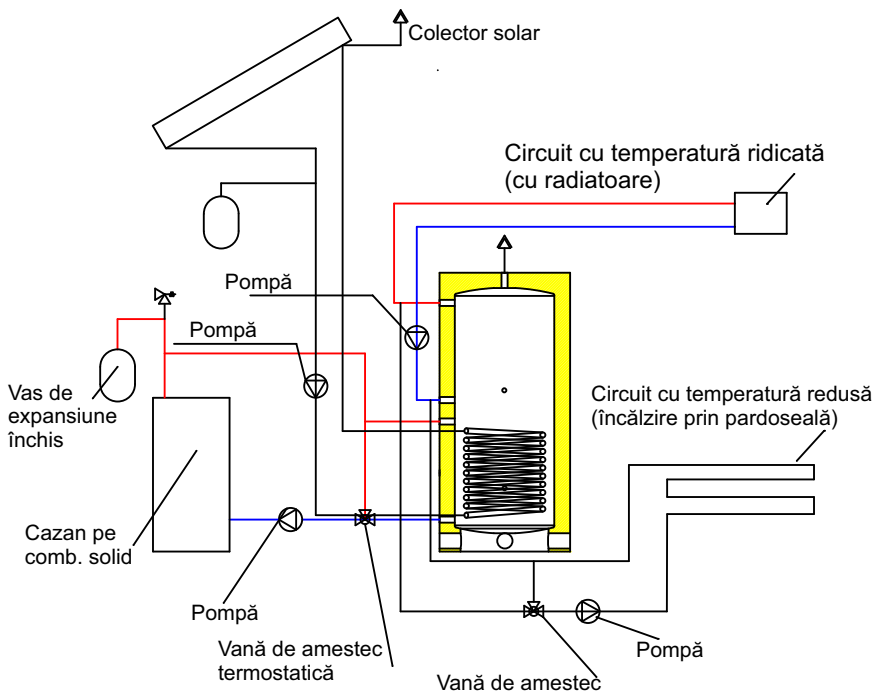 Colector solar
Circuit cu temperatură ridicată
(cu radiatoare)
Pompă
Pompă
Vas de
expansiune
închis
Circuit cu temperatură redusă
(încălzire prin pardoseală)
Cazan pe
comb. solid
Pompă
Vană de amestec
termostatică
Pompă
Vană de amestec